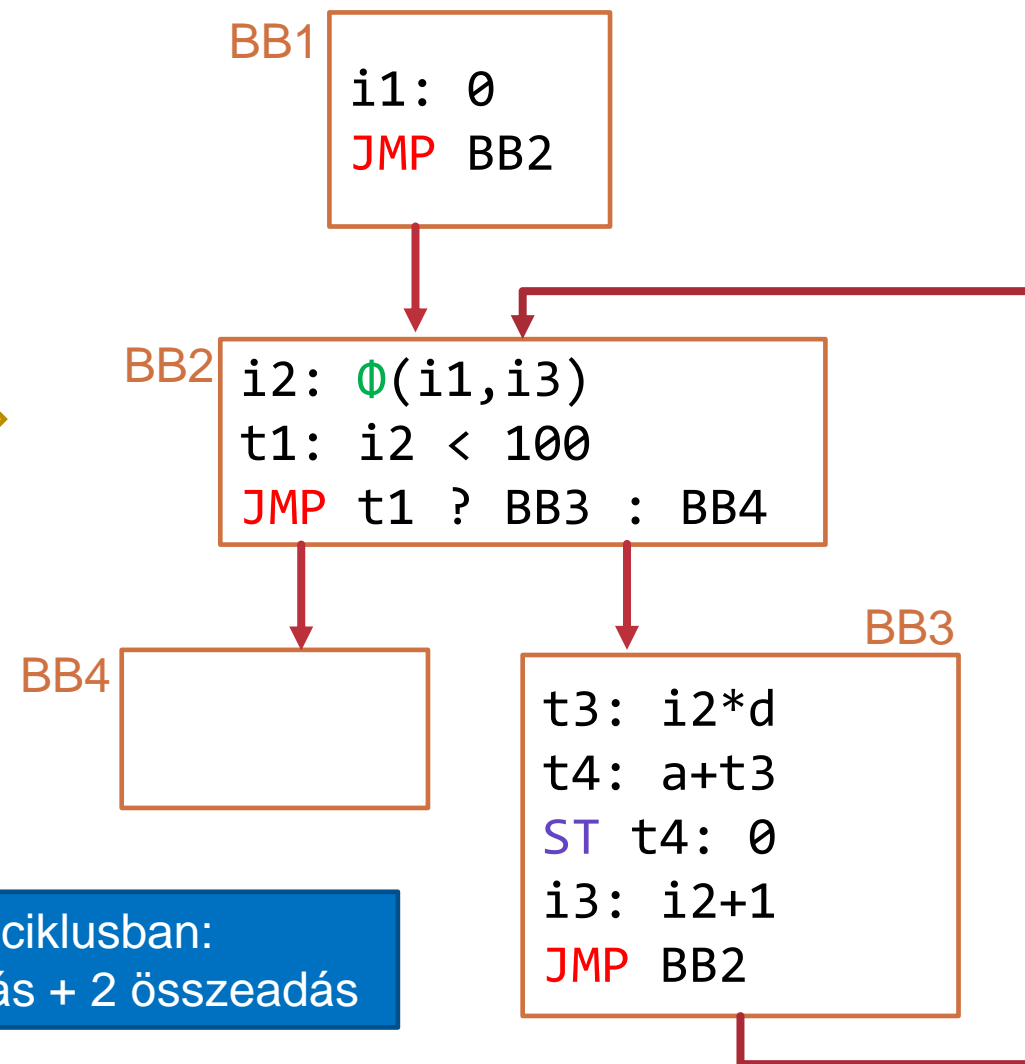 BB1
i1: 0
JMP BB2
BB2
i2: Φ(i1,i3)
t1: i2 < 100
JMP t1 ? BB3 : BB4
BB4
BB3
t3: i2*d
t4: a+t3
ST t4: 0
i3: i2+1
JMP BB2
ciklusban:
+ 2 összeadás